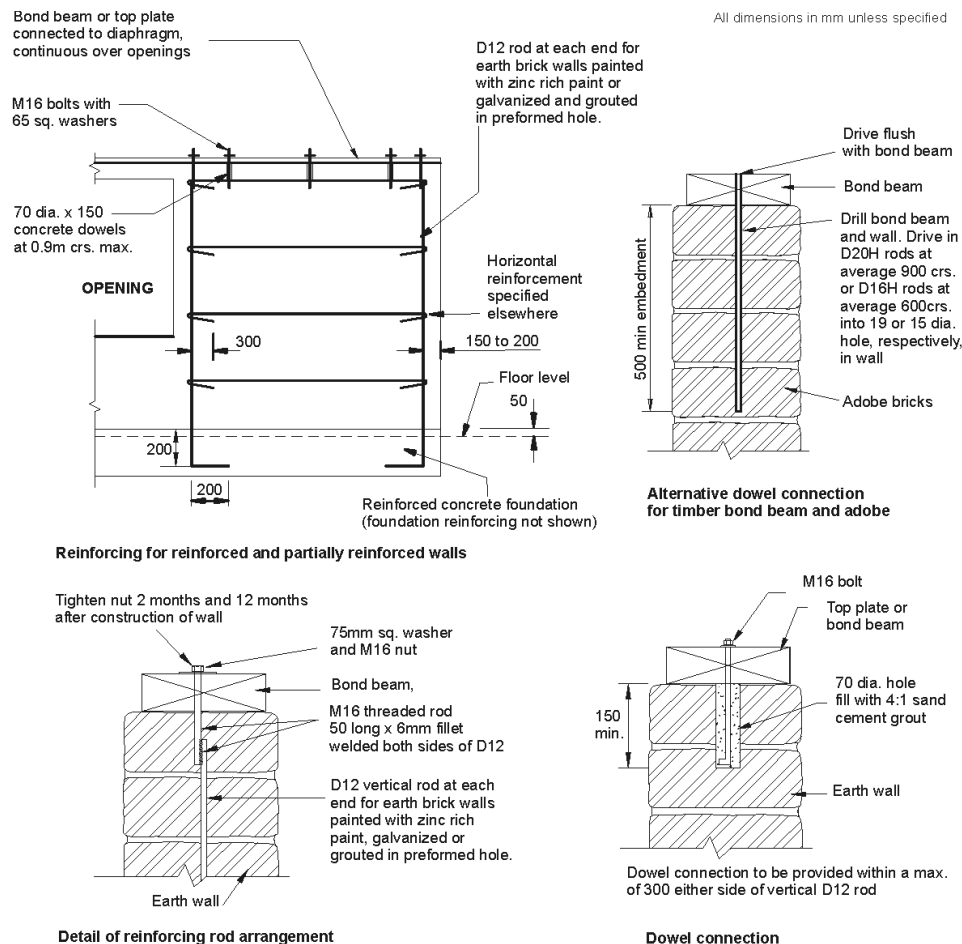 All dimensions in mm unless specified
Bond beam or top plate
connected to diaphragm,
continuous over openings
M16 bolts with
65 sq. washers
70 dia. x 150
concrete dowels
at 0.9m crs. max.
OPENING
D12 rod at each end for
earth brick walls painted
with zinc rich paint or
galvanized and grouted
in preformed hole.
Horizontal
reinforcement
specified
elsewhere
300
150 to 200
Floor level
50
200
200
Reinforced concrete foundation
(foundation reinforcing not shown)
Reinforcing for reinforced and partially reinforced walls
Drive flush
with bond beam
Bond beam
Drill bond beam
and wall. Drive in
D20H rods at
average 900 crs.
or D16H rods at
average 600crs.
into 19 or 15 dia.
hole, respectively,
in wall
500 min embedment
Adobe bricks
Alternative dowel connection
for timber bond beam and adobe
Tighten nut 2 months and 12 months
after construction of wall
75mm sq. washer
and M16 nut
Bond beam,
M16 threaded rod
50 long x 6mm fillet
welded both sides of D12
D12 vertical rod at each
end for earth brick walls
painted with zinc rich
paint, galvanized or
grouted in preformed hole.
Earth wall
Detail of reinforcing rod arrangement
M16 bolt
Top plate or
bond beam
70 dia. hole
fill with 4:1 sand
cement grout
150
min.
Earth wall
Dowel connection to be provided within a max.
of 300 either side of vertical D12 rod
Dowel connection